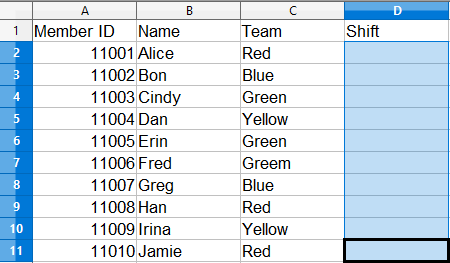 A B C D
1 Member ID Name Team Shift
2 11001 Alice Red
3 11002 Bon Blue
4 11003 Cindy Green
5 11004 Dan Yellow
6 11005 Erin Green
7 11006 Fred Greem
8 11007 Greg Blue
9 11008 Han Red
10 11009 Irina Yellow
11 11010 Jamie Red